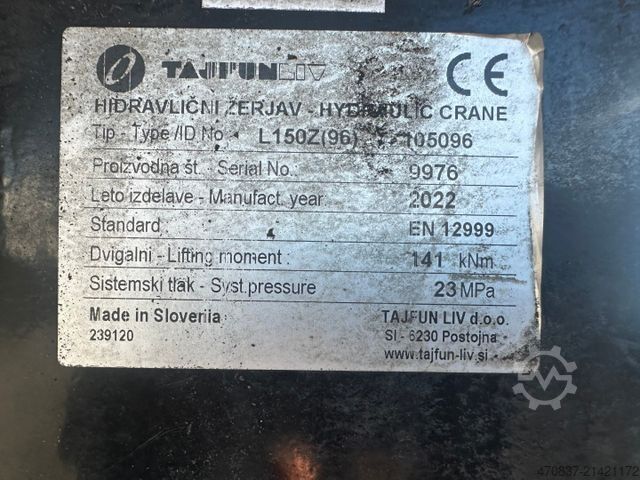 TAJFUN LIV
CE
HIDRAVLIČNI ŽERJAV - HYDRAULIC CRANE
Tip - Type /ID No. L150Z(96) 105096
Proizvodna št. - Serial No.: 9976
Leto izdelave - Manufact. year 2022
Standard: EN 12999
Dvigalni - Lifting moment : 141 kNm
Sistemski tlak - Syst.pressure 23 MPa
Made in Slovenia TAJFUN LIV d.o.o.
239120 SI - 6230 Postojna
www.tajfun-liv.si
470837-21421172